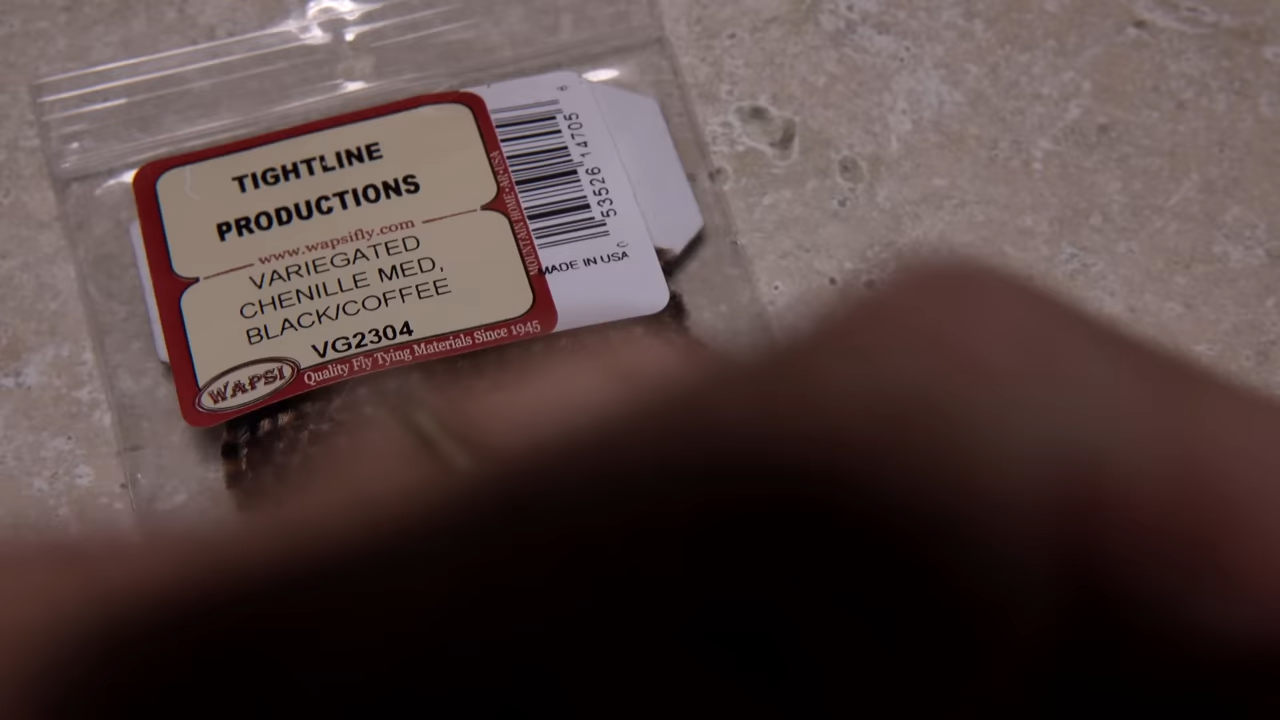 TIGHTLINE
PRODUCTIONS
www.wapsifly.com
VARIEGATED
CHENILLE MED,
BLACK/COFFEE
VG2304
WAPSI
Quality Fly Tying Materials Since 1945
MOUNTAIN HOME • AR • USA
53526 14705
MADE IN USA